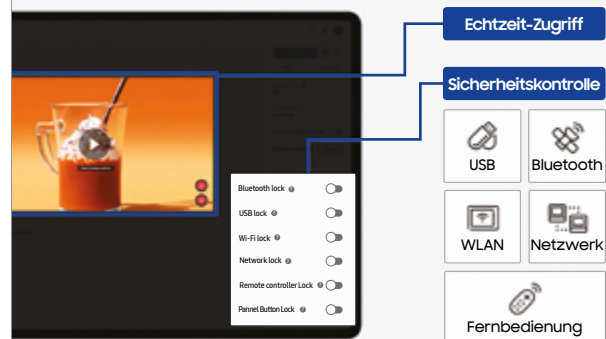 Echtzeit-Zugriff
Sicherheitskontrolle
USB
Bluetooth
WLAN
Netzwerk
Fernbedienung
Bluetooth lock
USB lock
Wi-Fi lock
Network lock
Remote controller Lock
Pannel Button Lock